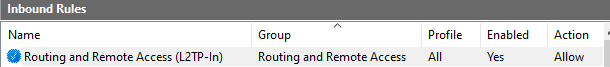 Inbound Rules
Name Group Profile Enabled Action
Routing and Remote Access (L2TP-In) Routing and Remote Access All Yes Allow